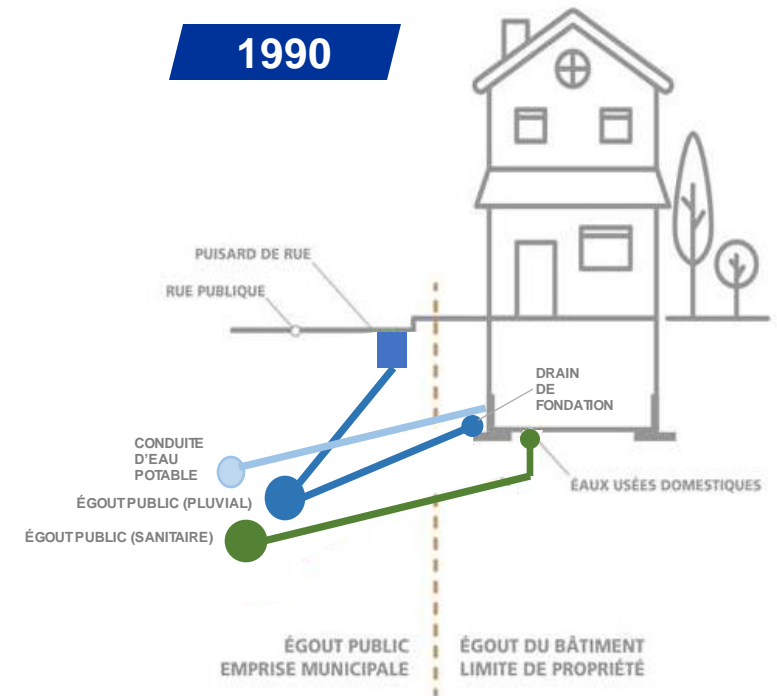 1990
PUISARD DE RUE
RUE PUBLIQUE
DRAIN
DE
FONDATION
CONDUITE
D'EAU
POTABLE
ÉAUX USÉES DOMESTIQUES
ÉGOUT PUBLIC (PLUVIAL)
ÉGOUT PUBLIC (SANITAIRE)
ÉGOUT PUBLIC
EMPRISE MUNICIPALE
ÉGOUT DU BÂTIMENT
LIMITE DE PROPRIÉTÉ